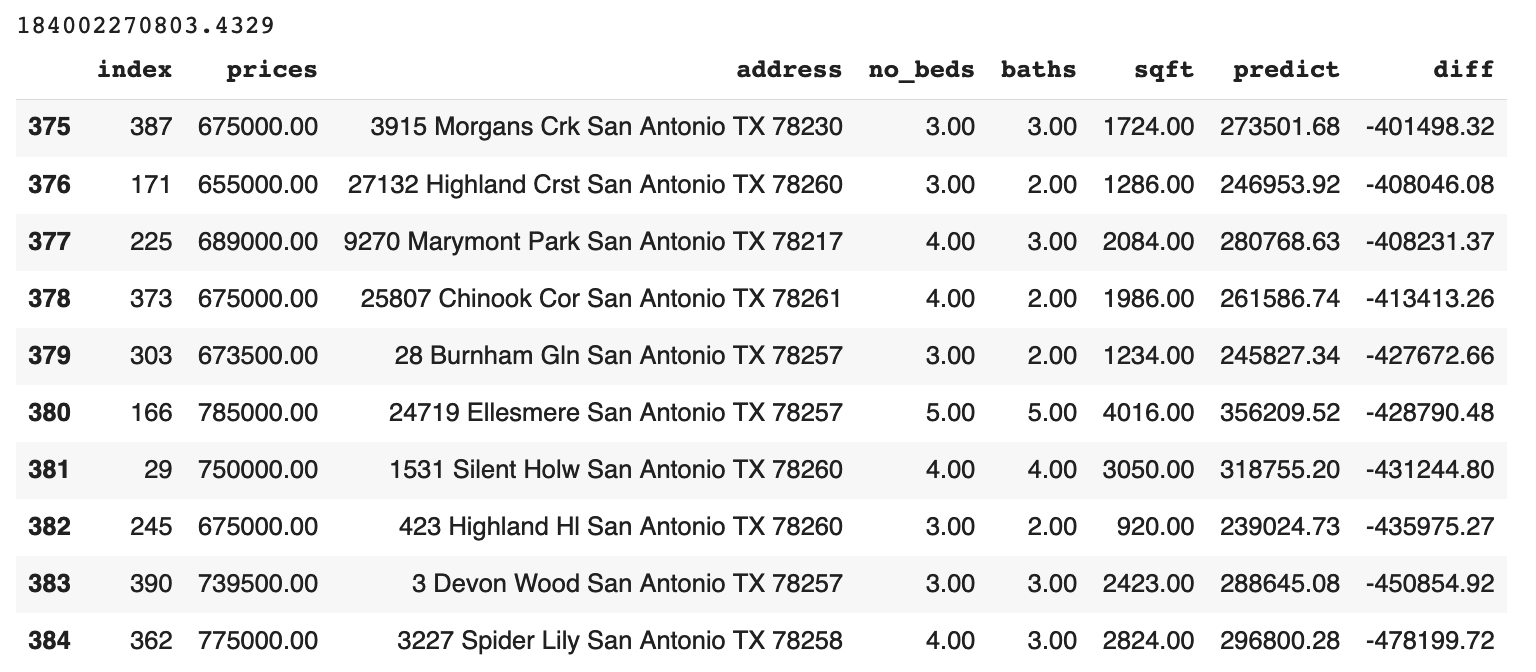 184002270803.4329
index prices address no_beds baths sqft predict diff
375 387 675000.00 3915 Morgans Crk San Antonio TX 78230 3.00 3.00 1724.00 273501.68 -401498.32
376 171 655000.00 27132 Highland Crst San Antonio TX 78260 3.00 2.00 1286.00 246953.92 -408046.08
377 225 689000.00 9270 Marymont Park San Antonio TX 78217 4.00 3.00 2084.00 280768.63 -408231.37
378 373 675000.00 25807 Chinook Cor San Antonio TX 78261 4.00 2.00 1986.00 261586.74 -413413.26
379 303 673500.00 28 Burnham Gln San Antonio TX 78257 3.00 2.00 1234.00 245827.34 -427672.66
380 166 785000.00 24719 Ellesmere San Antonio TX 78257 5.00 5.00 4016.00 356209.52 -428790.48
381 29 750000.00 1531 Silent Holw San Antonio TX 78260 4.00 4.00 3050.00 318755.20 -431244.80
382 245 675000.00 423 Highland Hl San Antonio TX 78260 3.00 2.00 920.00 239024.73 -435975.27
383 390 739500.00 3 Devon Wood San Antonio TX 78257 3.00 3.00 2423.00 288645.08 -450854.92
384 362 775000.00 3227 Spider Lily San Antonio TX 78258 4.00 3.00 2824.00 296800.28 -478199.72